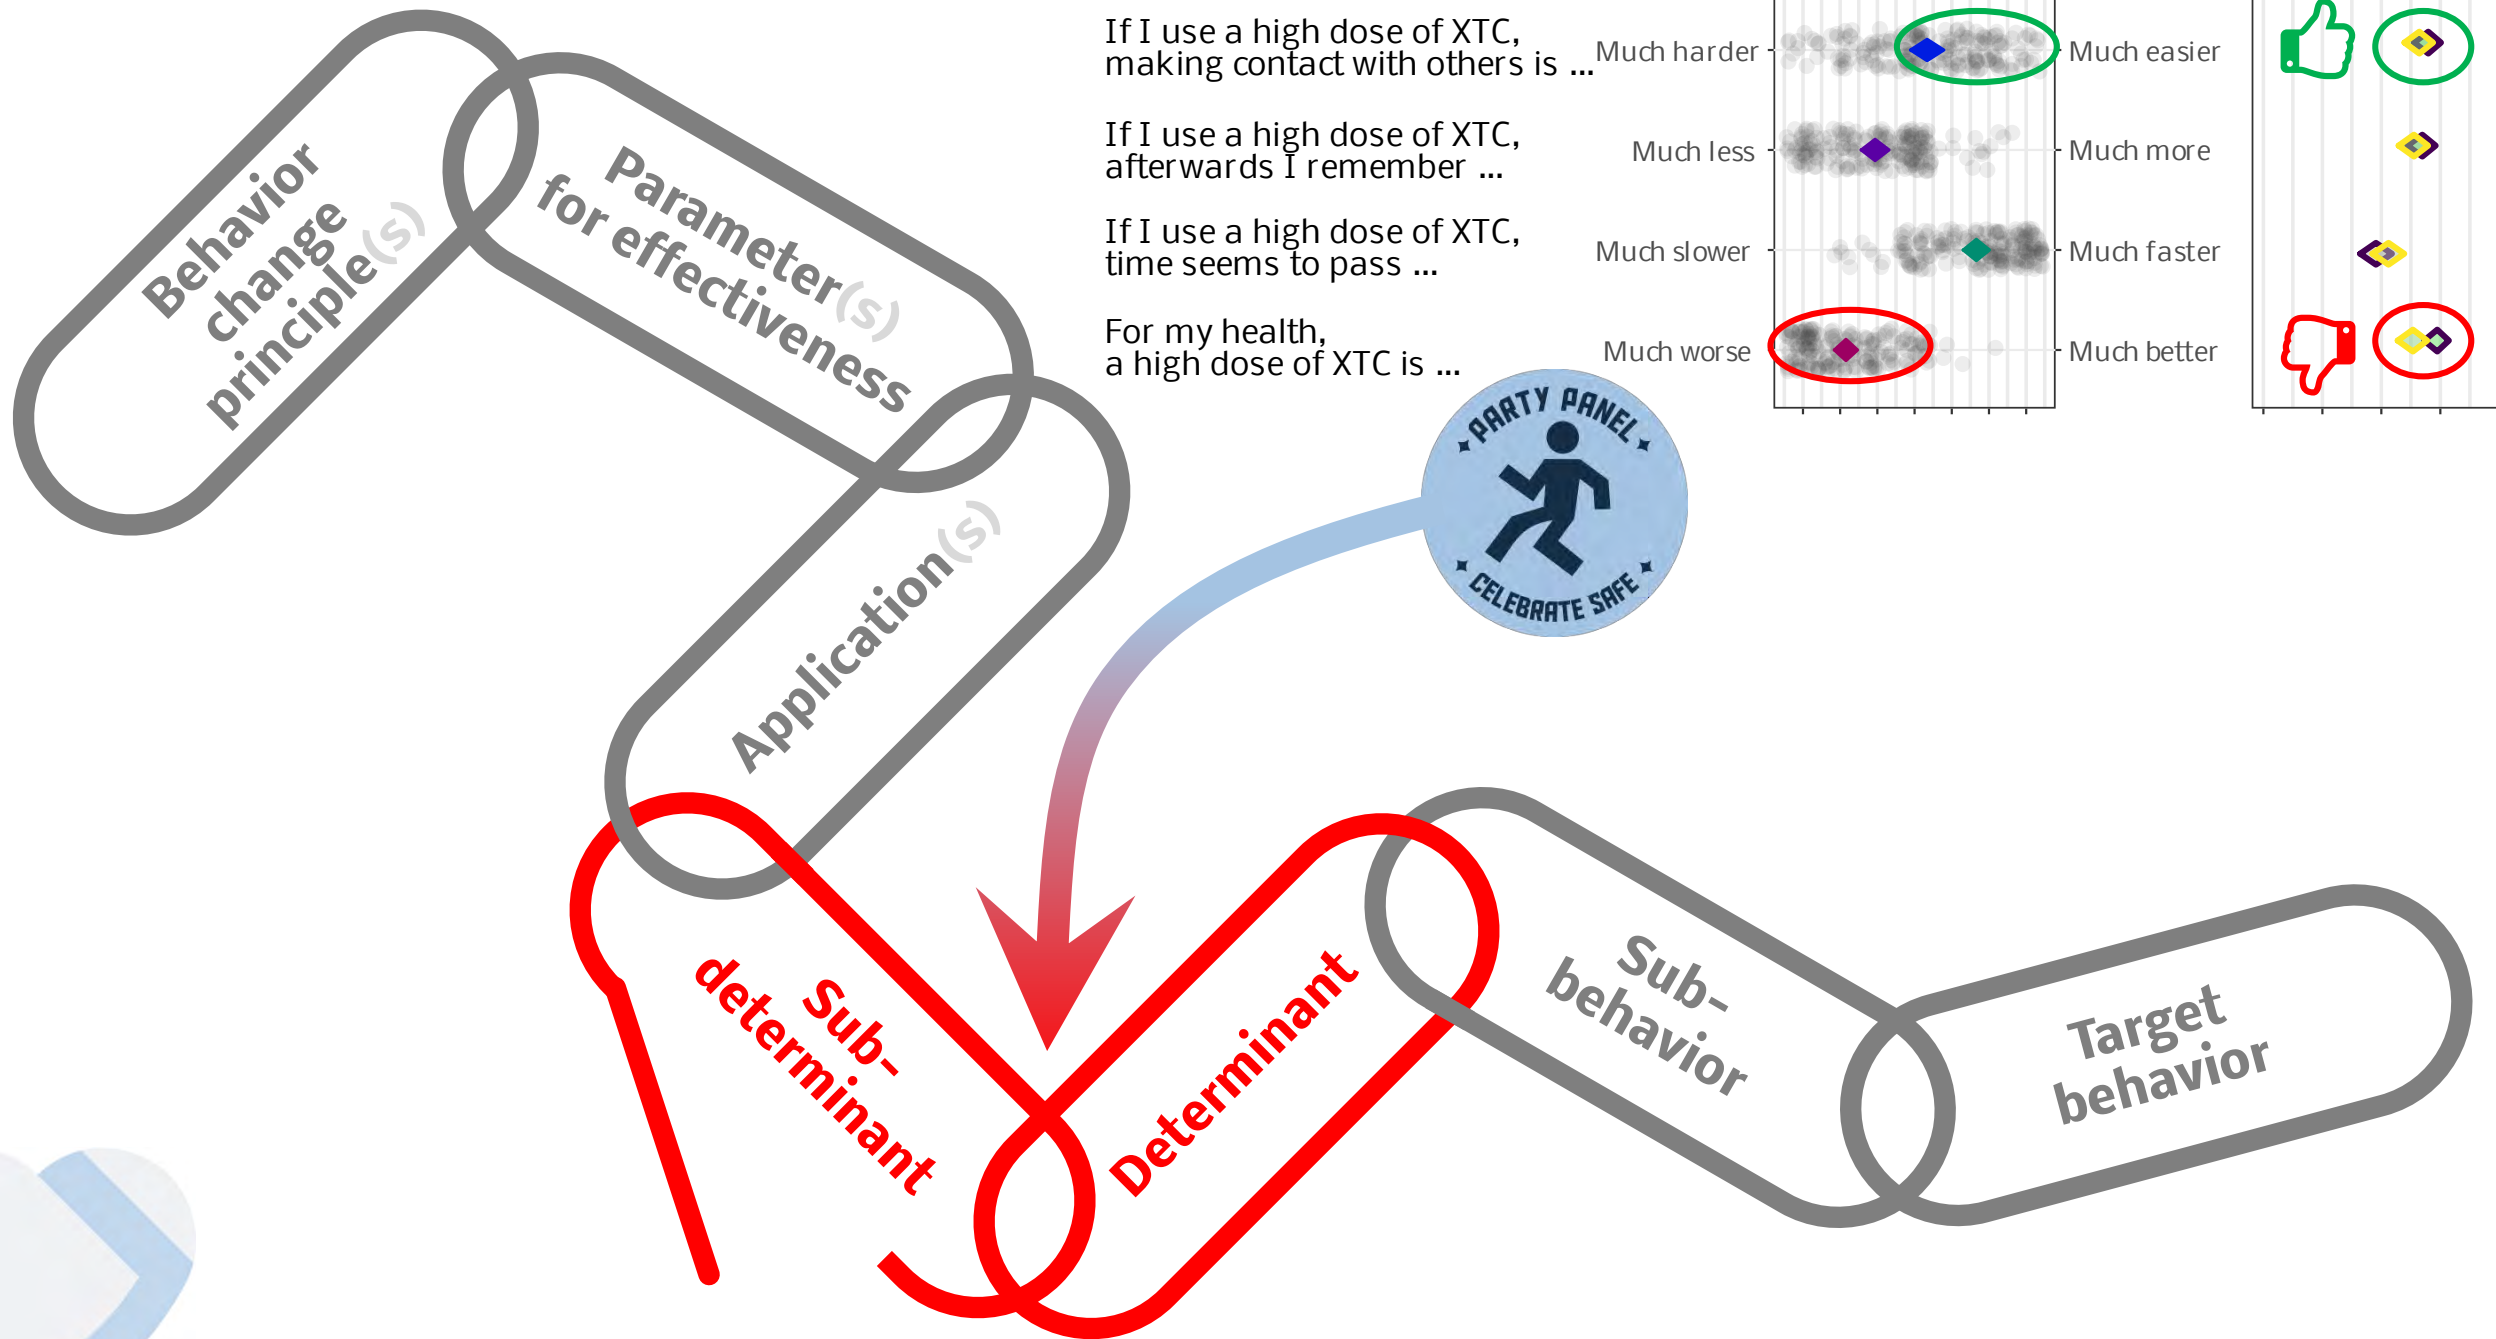 If I use a high dose of XTC,
making contact with others is ...
Much harder
Much easier
If I use a high dose of XTC,
afterwards I remember ...
Much less
Much more
If I use a high dose of XTC,
time seems to pass ...
Much slower
Much faster
For my health,
a high dose of XTC is ...
Much worse
Much better
Behavior
change
principle(s)
Parameter(s)
for effectiveness
Application(s)
PARTY PANEL
CELEBRATE SAFE
Sub-
determinant
Determinant
Sub-
behavior
Target
behavior